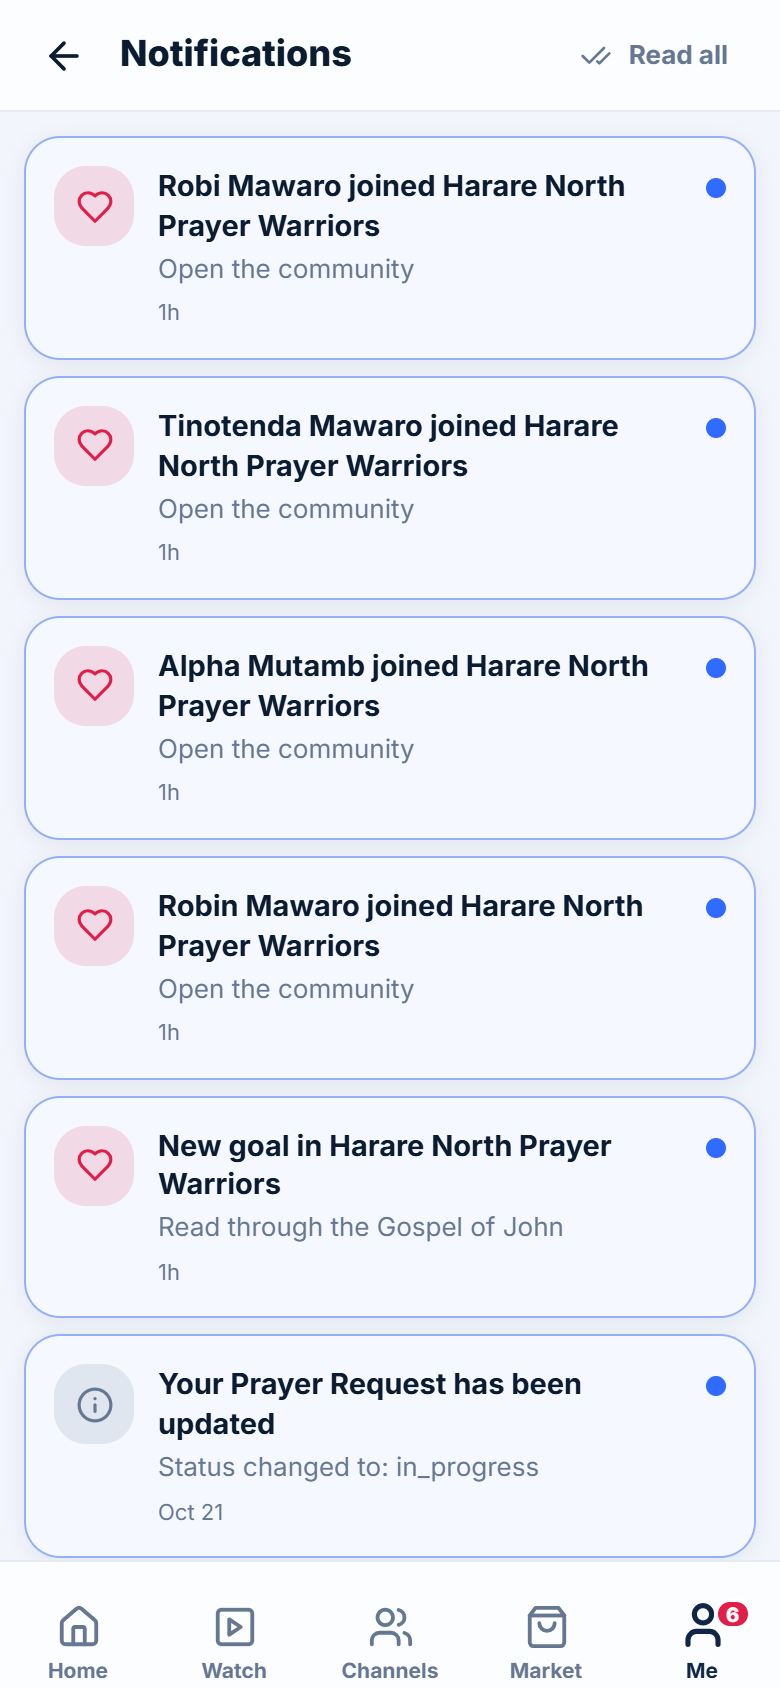 Notifications
Read all
Robi Mawaro joined Harare North
Prayer Warriors
Open the community
1h
Tinotenda Mawaro joined Harare
North Prayer Warriors
Open the community
1h
Alpha Mutamb joined Harare North
Prayer Warriors
Open the community
1h
Robin Mawaro joined Harare North
Prayer Warriors
Open the community
1h
New goal in Harare North Prayer
Warriors
Read through the Gospel of John
1h
Your Prayer Request has been
updated
Status changed to: in_progress
Oct 21
6
Home
Watch
Channels
Market
Me